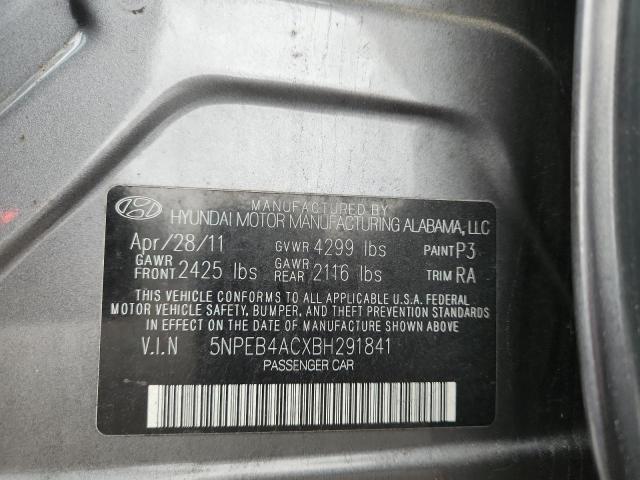 MANUFACTURED BY
HYUNDAI MOTOR MANUFACTURING ALABAMA, LLC
Apr/28/11 GVWR 4299 lbs PAINT P3
GAWR FRONT 2425 lbs GAWR REAR 2116 lbs TRIM RA
THIS VEHICLE CONFORMS TO ALL APPLICABLE U.S.A. FEDERAL
MOTOR VEHICLE SAFETY, BUMPER, AND THEFT PREVENTION
STANDARDS IN EFFECT ON THE DATE OF MANUFACTURE SHOWN ABOVE
V.I.N 5NPEB4ACXBH291841
PASSENGER CAR